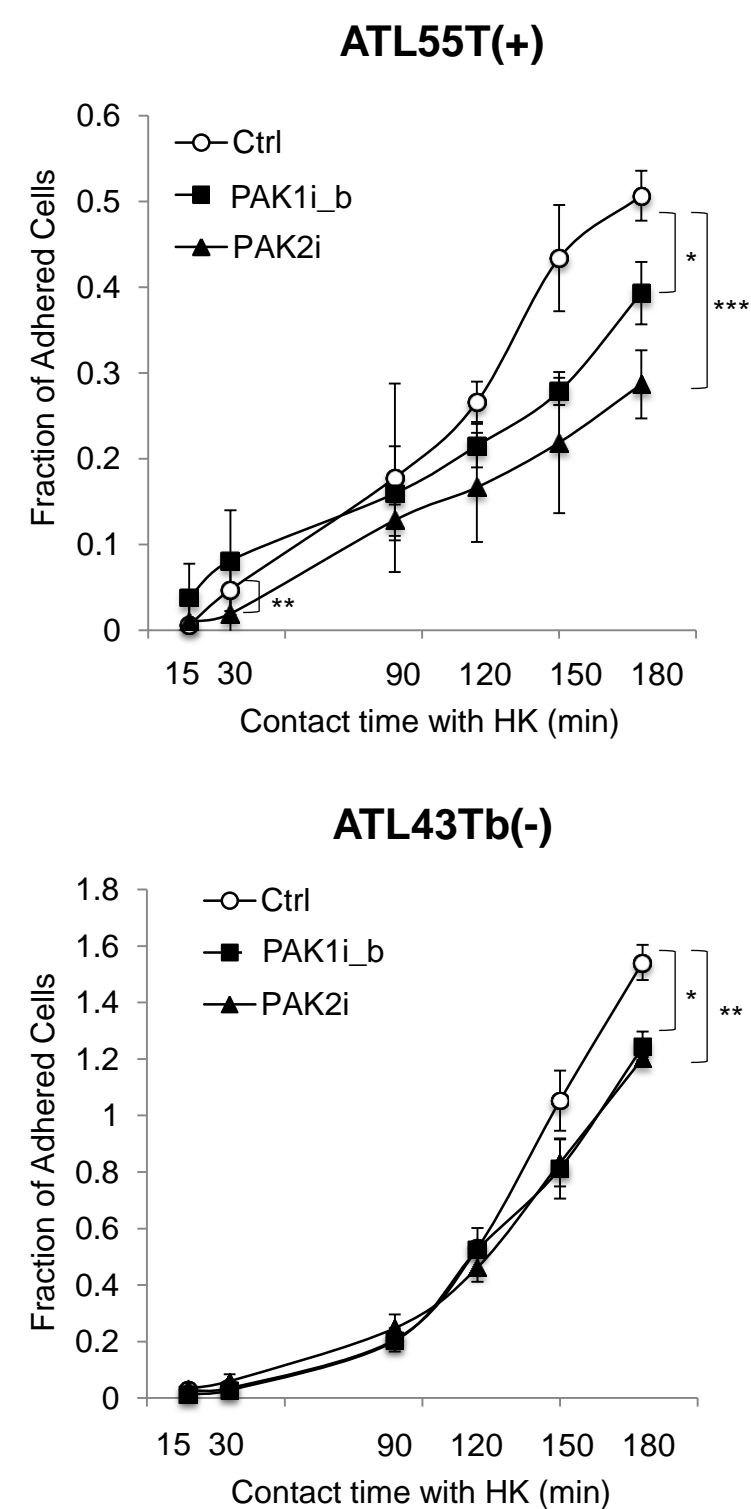 ATL55T(+)
Fraction of Adhered Cells
0.6
0.5
0.4
0.3
0.2
0.1
0
Ctrl
PAK1i_b
PAK2i
*
***
**
15 30 90 120 150 180
Contact time with HK (min)
ATL43Tb(-)
Fraction of Adhered Cells
1.8
1.6
1.4
1.2
1
0.8
0.6
0.4
0.2
0
Ctrl
PAK1i_b
PAK2i
*
**
15 30 90 120 150 180
Contact time with HK (min)